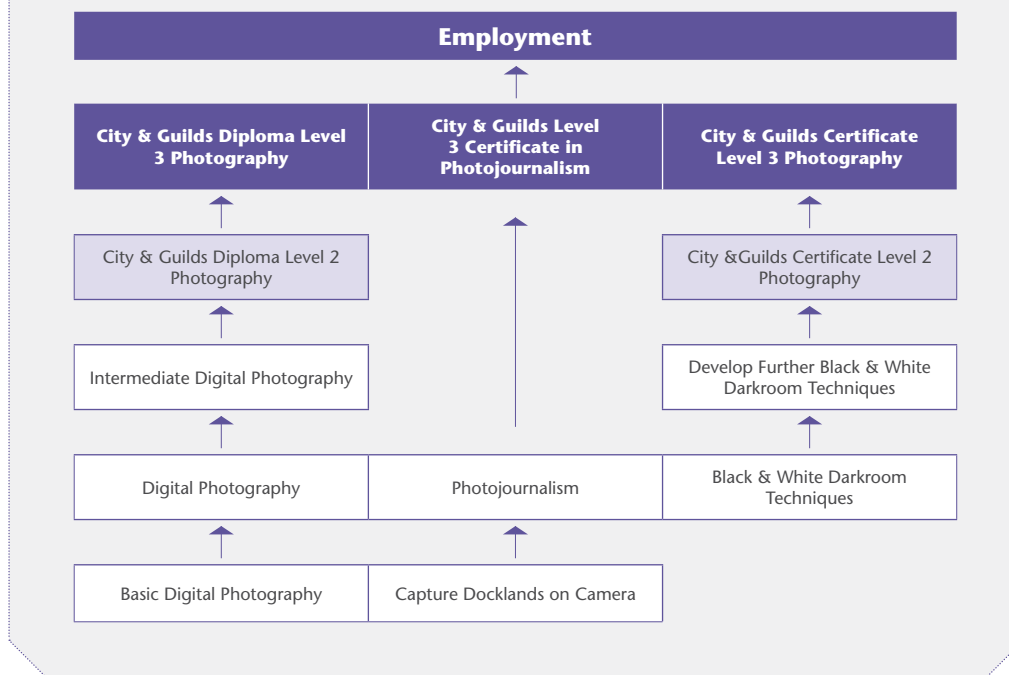 Employment
City & Guilds Diploma Level
3 Photography
City & Guilds Level
3 Certificate in
Photojournalism
City & Guilds Certificate
Level 3 Photography
City & Guilds Diploma Level 2
Photography
City &Guilds Certificate Level 2
Photography
Intermediate Digital Photography
Develop Further Black & White
Darkroom Techniques
Digital Photography
Photojournalism
Black & White Darkroom
Techniques
Basic Digital Photography
Capture Docklands on Camera